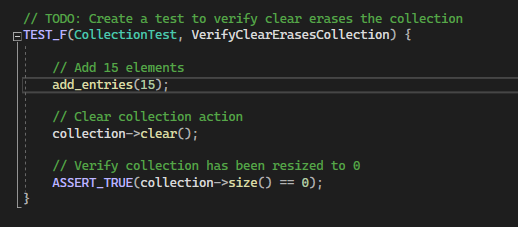 // TODO: Create a test to verify clear erases the collection
TEST_F(CollectionTest, VerifyClearErasesCollection) {
// Add 15 elements
add_entries(15);
// Clear collection action
collection->clear();
// Verify collection has been resized to 0
ASSERT_TRUE(collection->size() == 0);
}